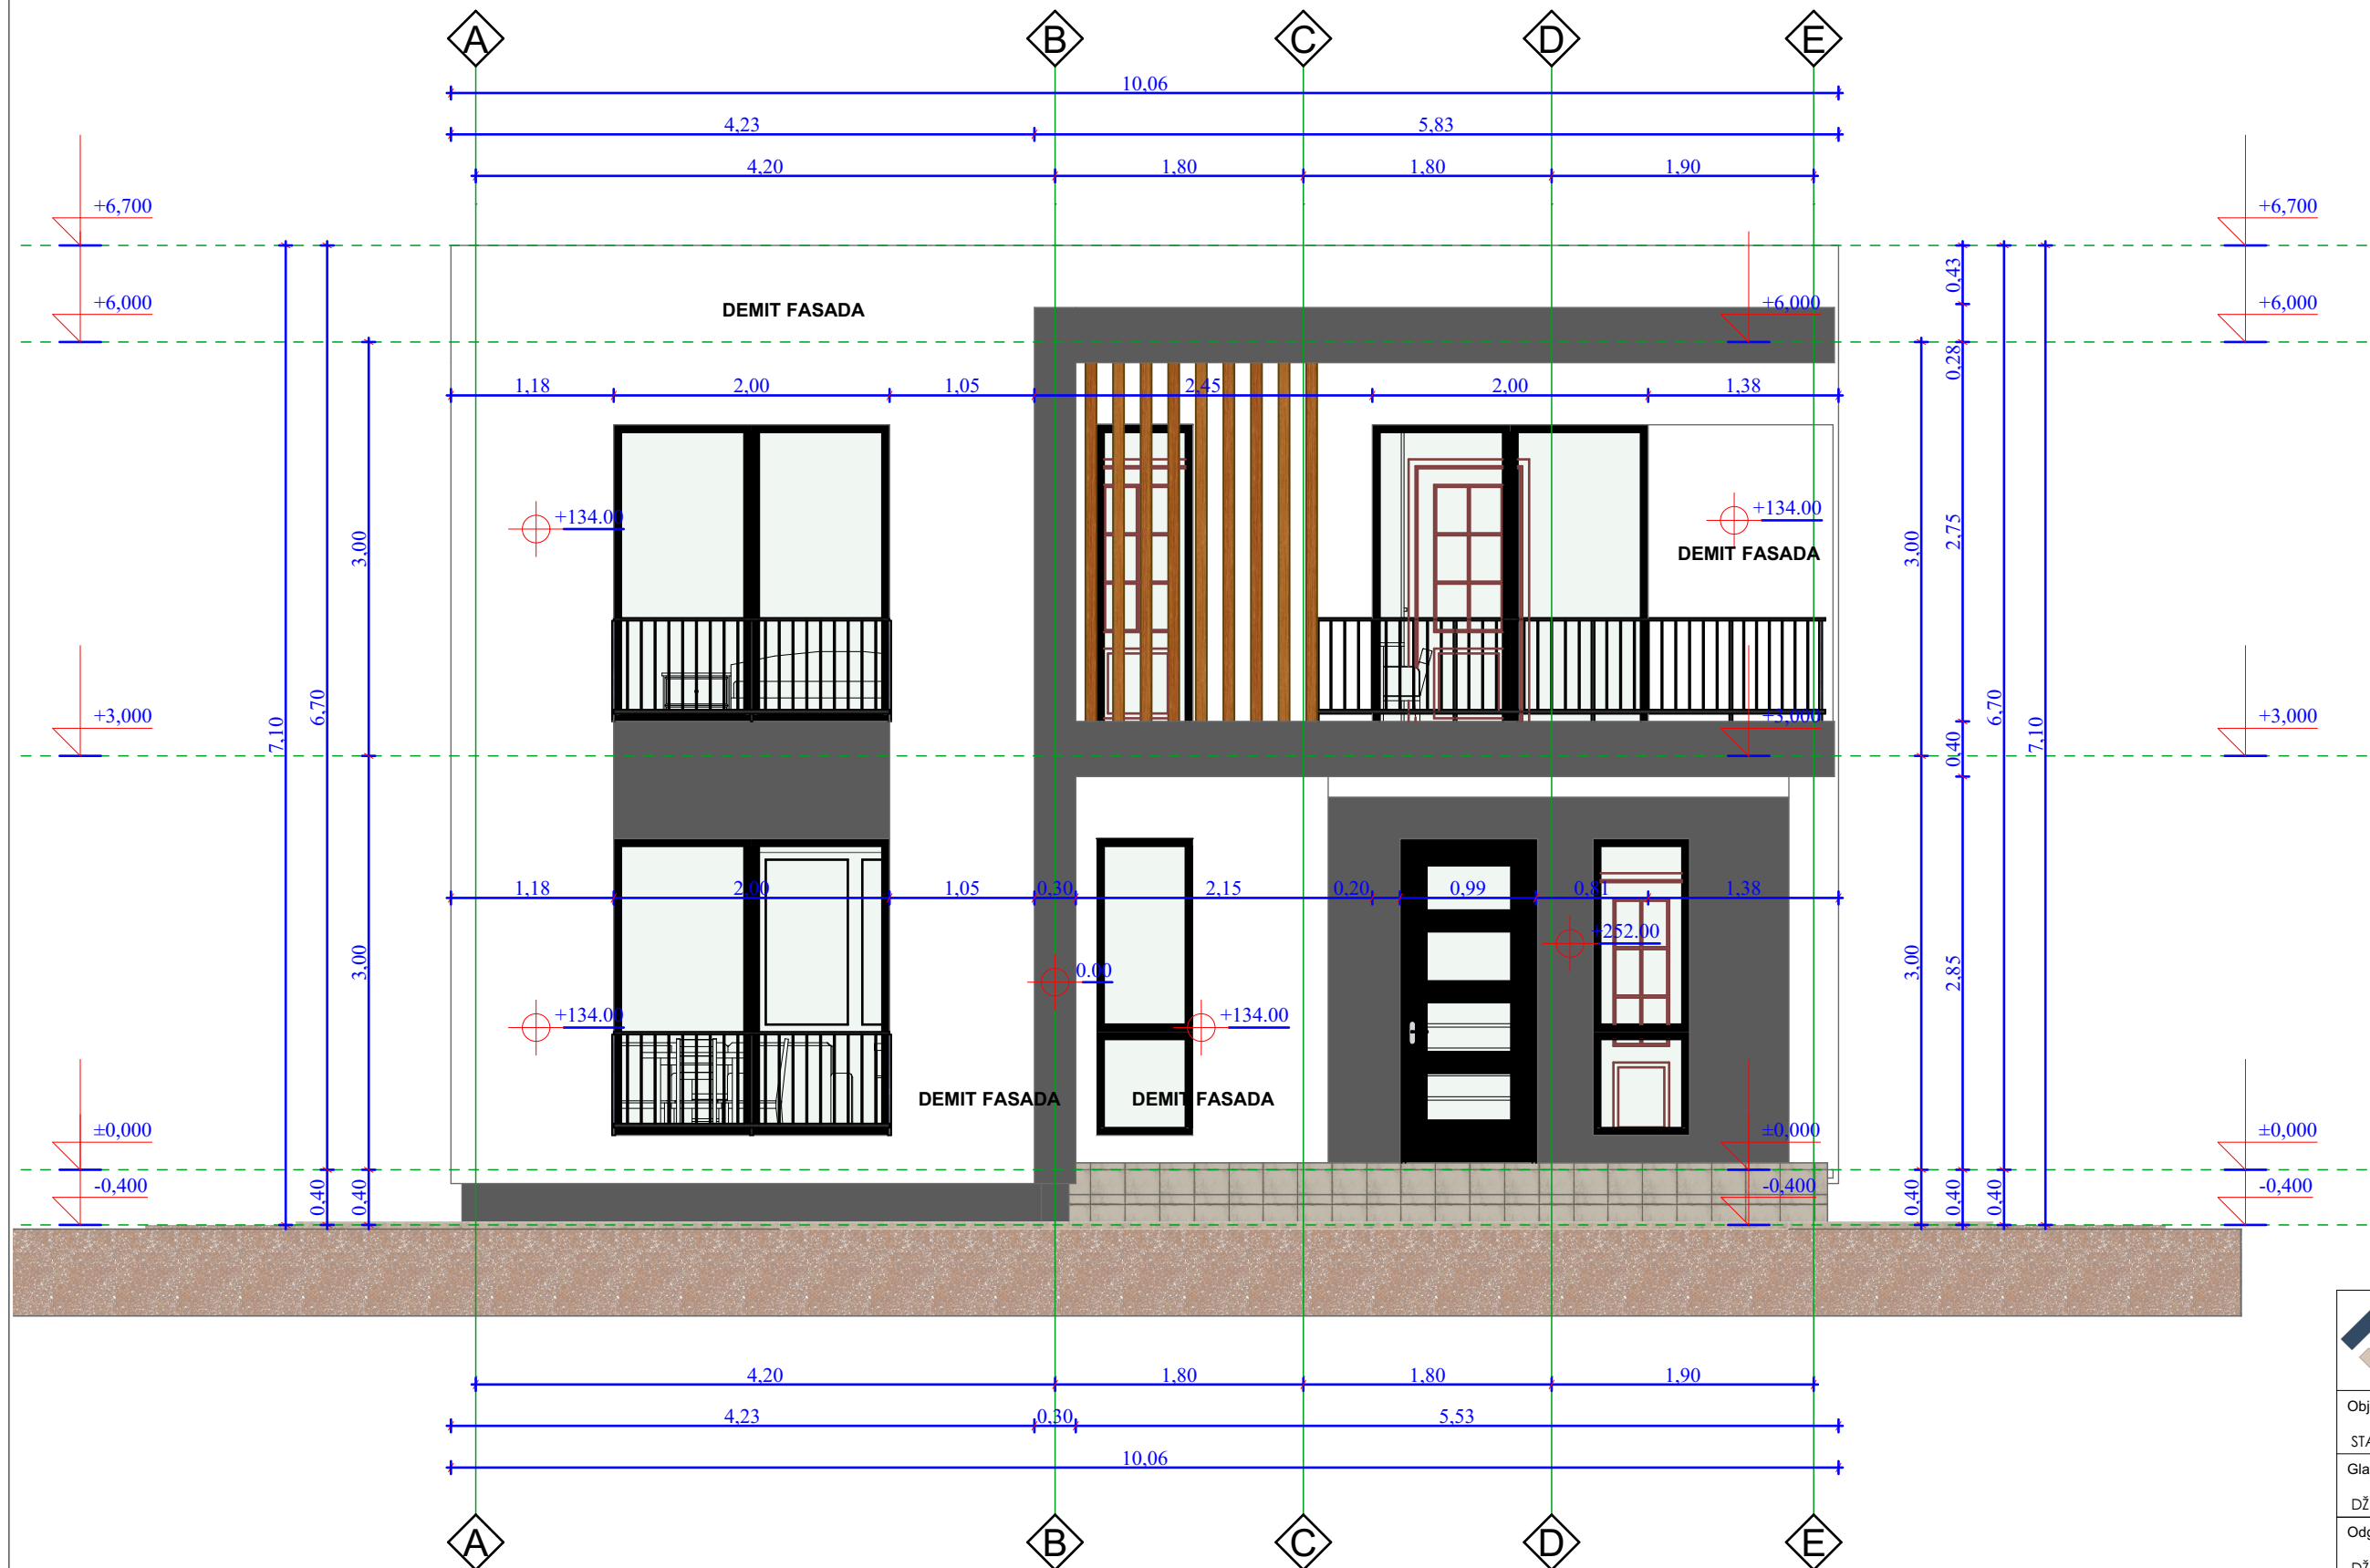 A B C D E
10,06
4,23 5,83
4,20 1,80 1,80 1,90
+6,700 +6,700
0,43
+6,000 DEMIT FASADA +6,000 +6,000
0,28
1,18 2,00 1,05 2,45 2,00 1,38
+134.00 +134.00
3,00 3,00 2,75
DEMIT FASADA
7,10 6,70 6,70 7,10
+3,000 +3,000 +3,000
0,40
1,18 2,00 1,05 0,30 2,15 0,20 0,99 0,81 1,38
+252.00
3,00 0.00 3,00 2,85
+134.00 +134.00
DEMIT FASADA DEMIT FASADA
±0,000 ±0,000 ±0,000
-0,400 0,40 0,40 -0,400 0,40 0,40 0,40 -0,400
4,20 1,80 1,80 1,90
4,23 0,30 5,53
10,06
A B C D E
Obj
STA
Gla
DŽ
Odg
DŽ